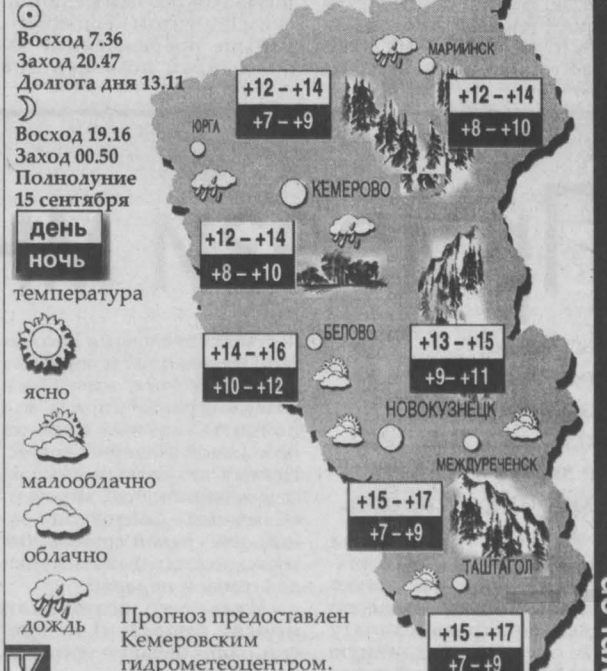 Восход 7.36
Заход 20.47
Долгота дня 13.11
Восход 19.16
Заход 00.50
Полнолуние
15 сентября
день
ночь
температура
ясно
малооблачно
облачно
дождь
МАРИИНСК
+12 – +14
+7 – +9
+12 – +14
+8 – +10
ЮРГА
КЕМЕРОВО
+12 – +14
+8 – +10
БЕЛОВО
+14 – +16
+10 – +12
+13 – +15
+9– +11
НОВОКУЗНЕЦК
МЕЖДУРЕЧЕНСК
+15 – +17
+7 – +9
ТАШТАГОЛ
+15 – +17
+7 – +9
Прогноз предоставлен
Кемеровским
гидрометеоцентром.